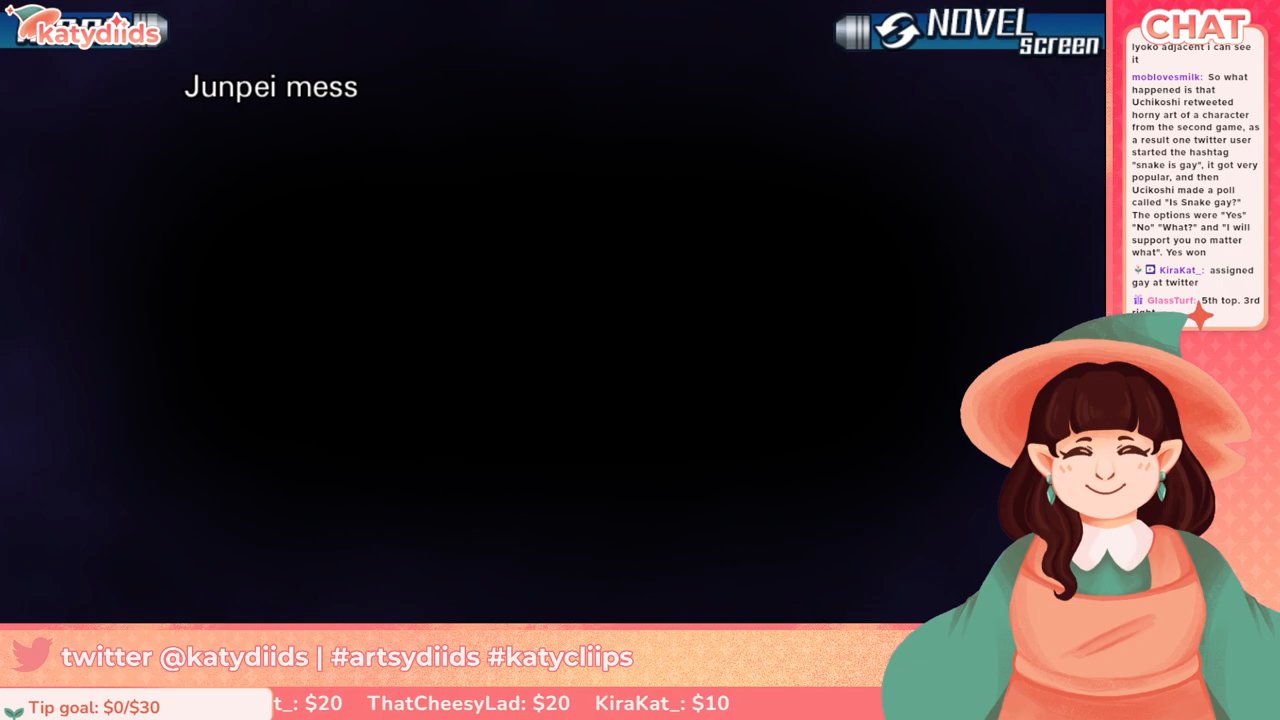 katydiids
NOVEL
screen
CHAT
Junpei mess
lyoko adjacent i can see
it
moblovesmilk: So what
happened is that
Uchikoshi retweeted
horny art of a character
from the second game, as
a result one twitter user
started the hashtag
"snake is gay", it got very
popular, and then
Ucikoshi made a poll
called "Is Snake gay?"
The options were "Yes"
"No" "What?" and "I will
support you no matter
what". Yes won
KiraKat_: assigned
gay at twitter
GlassTurf: 5th top. 3rd
right
twitter @katydiids | #artsydiids #katycliips
Tip goal: $0/$30
t_: $20 ThatCheesyLad: $20 KiraKat_: $10